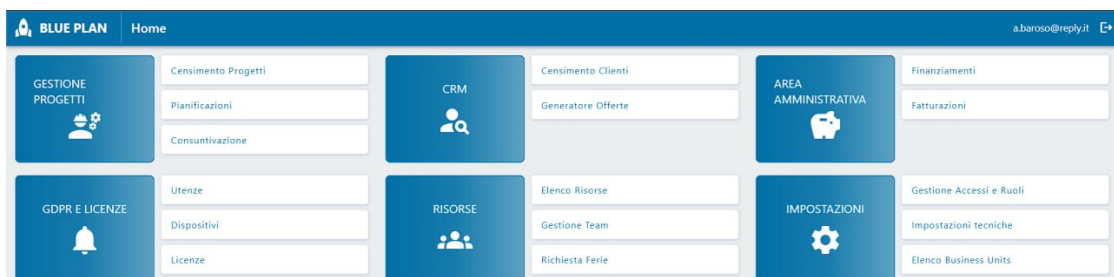 BLUE PLAN
Home
a.baroso@reply.it
GESTIONE
PROGETTI
Censimento Progetti
Pianificazioni
Consuntivazione
CRM
Censimento Clienti
Generatore Offerte
AREA
AMMINISTRATIVA
Finanziamenti
Fatturazioni
GDPR E LICENZE
Utenze
Dispositivi
Licenze
RISORSE
Elenco Risorse
Gestione Team
Richiesta Ferie
IMPOSTAZIONI
Gestione Accessi e Ruoli
Impostazioni tecniche
Elenco Business Units